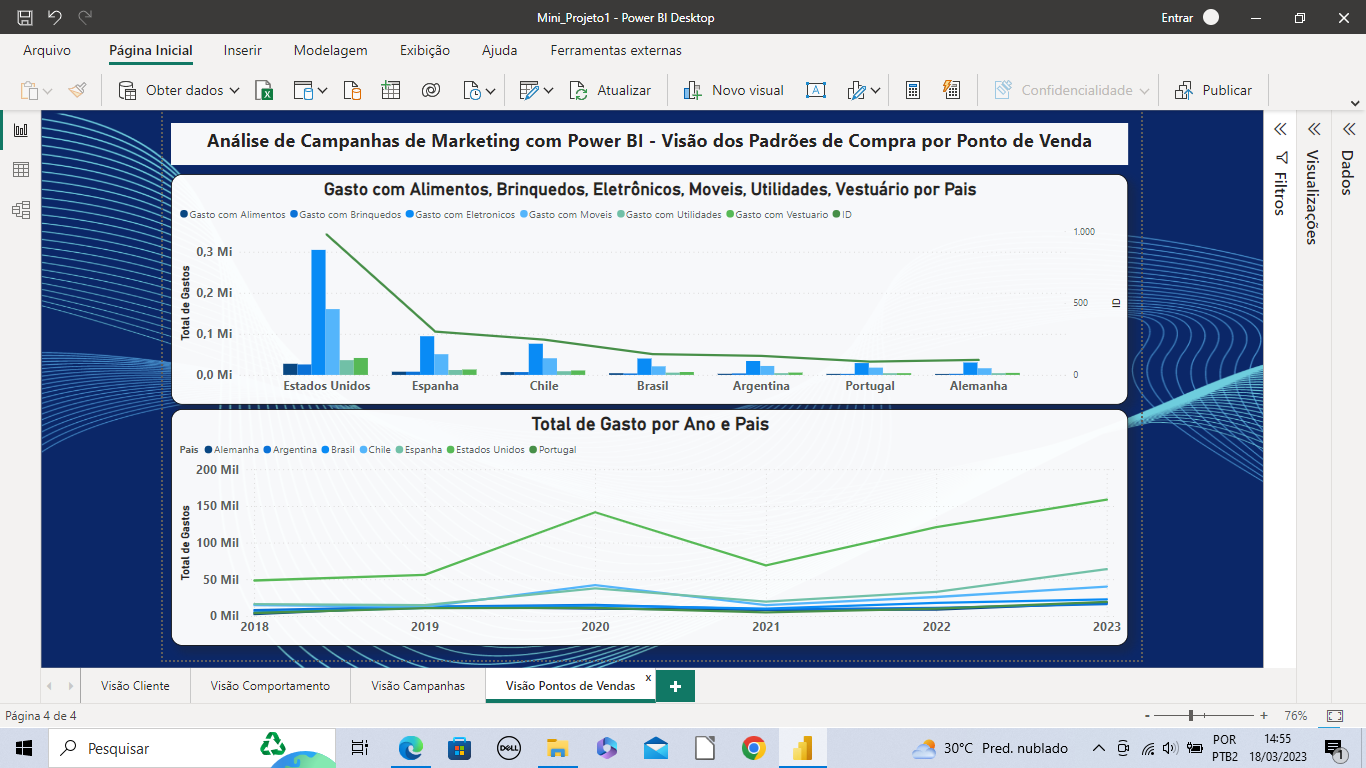 Mini_Projeto1 - Power BI Desktop
Entrar
Arquivo
Página Inicial
Inserir
Modelagem
Exibição
Ajuda
Ferramentas externas
Obter dados
Atualizar
Novo visual
Confidencialidade
Publicar
Análise de Campanhas de Marketing com Power BI - Visão dos Padrões de Compra por Ponto de Venda
Gasto com Alimentos, Brinquedos, Eletrônicos, Moveis, Utilidades, Vestuário por Pais
Gasto com Alimentos Gasto com Brinquedos Gasto com Eletronicos Gasto com Moveis Gasto com Utilidades Gasto com Vestuario ID
Total de Gastos
0,3 Mi
0,2 Mi
0,1 Mi
0,0 Mi
1.000
500
0
ID
Estados Unidos Espanha Chile Brasil Argentina Portugal Alemanha
Total de Gasto por Ano e Pais
Pais Alemanha Argentina Brasil Chile Espanha Estados Unidos Portugal
Total de Gastos
200 Mil
150 Mil
100 Mil
50 Mil
0 Mil
2018 2019 2020 2021 2022 2023
Filtros
Visualizações
Dados
Visão Cliente
Visão Comportamento
Visão Campanhas
Visão Pontos de Vendas
x
+
Página 4 de 4
- + 76%
Pesquisar
DELL
30°C Pred. nublado
POR
PTB2
14:55
18/03/2023
1